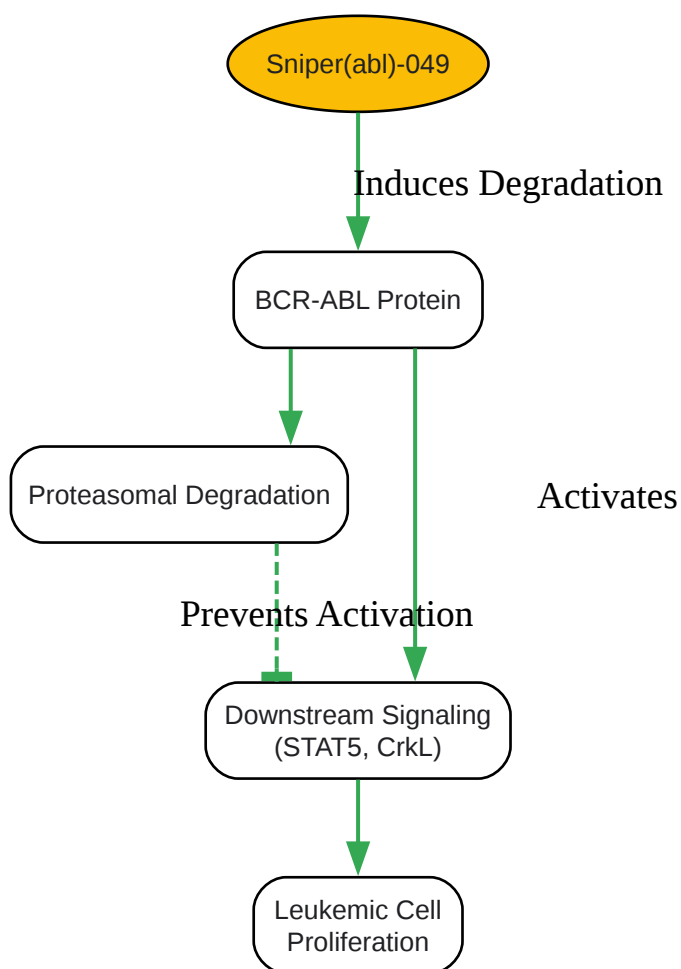 Sniper(abl)-049
Induces Degradation
BCR-ABL Protein
Proteasomal Degradation
Activates
Prevents Activation
Downstream Signaling
(STAT5, CrkL)
Leukemic Cell
Proliferation